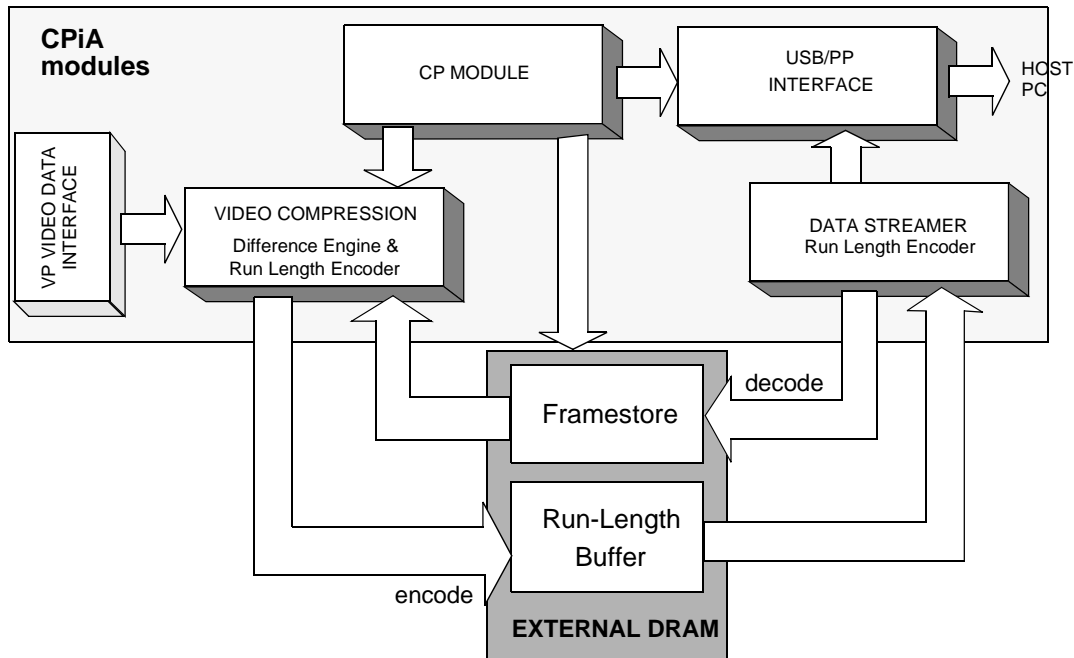 CPiA
modules
CP MODULE
USB/PP
INTERFACE
HOST
PC
VP VIDEO DATA
INTERFACE
VIDEO COMPRESSION
Difference Engine &
Run Length Encoder
DATA STREAMER
Run Length Encoder
decode
Framestore
Run-Length
Buffer
encode
EXTERNAL DRAM